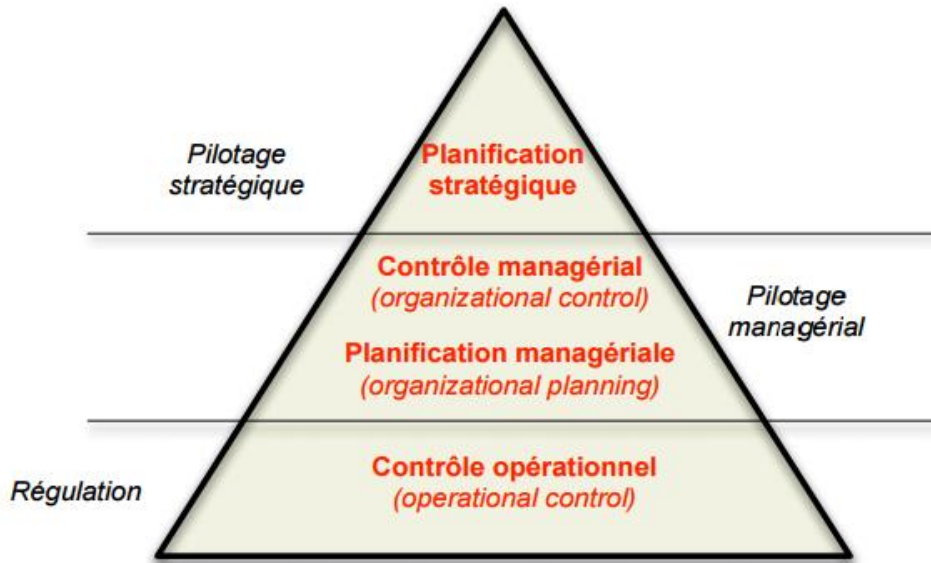 Pilotage
stratégique
Planification
stratégique
Contrôle managérial
(organizational control)
Planification managériale
(organizational planning)
Pilotage
managérial
Régulation
Contrôle opérationnel
(operational control)